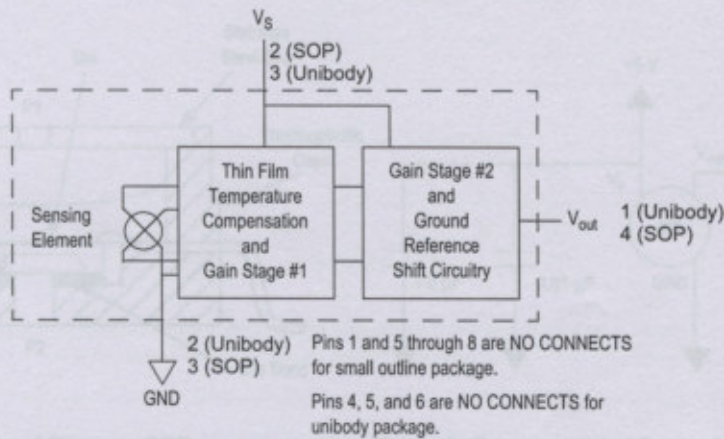 V_S
2 (SOP)
3 (Unibody)
Sensing
Element
Thin Film
Temperature
Compensation
and
Gain Stage #1
Gain Stage #2
and
Ground
Reference
Shift Circuitry
V_out
1 (Unibody)
4 (SOP)
2 (Unibody)
3 (SOP)
GND
Pins 1 and 5 through 8 are NO CONNECTS
for small outline package.
Pins 4, 5, and 6 are NO CONNECTS for
unibody package.